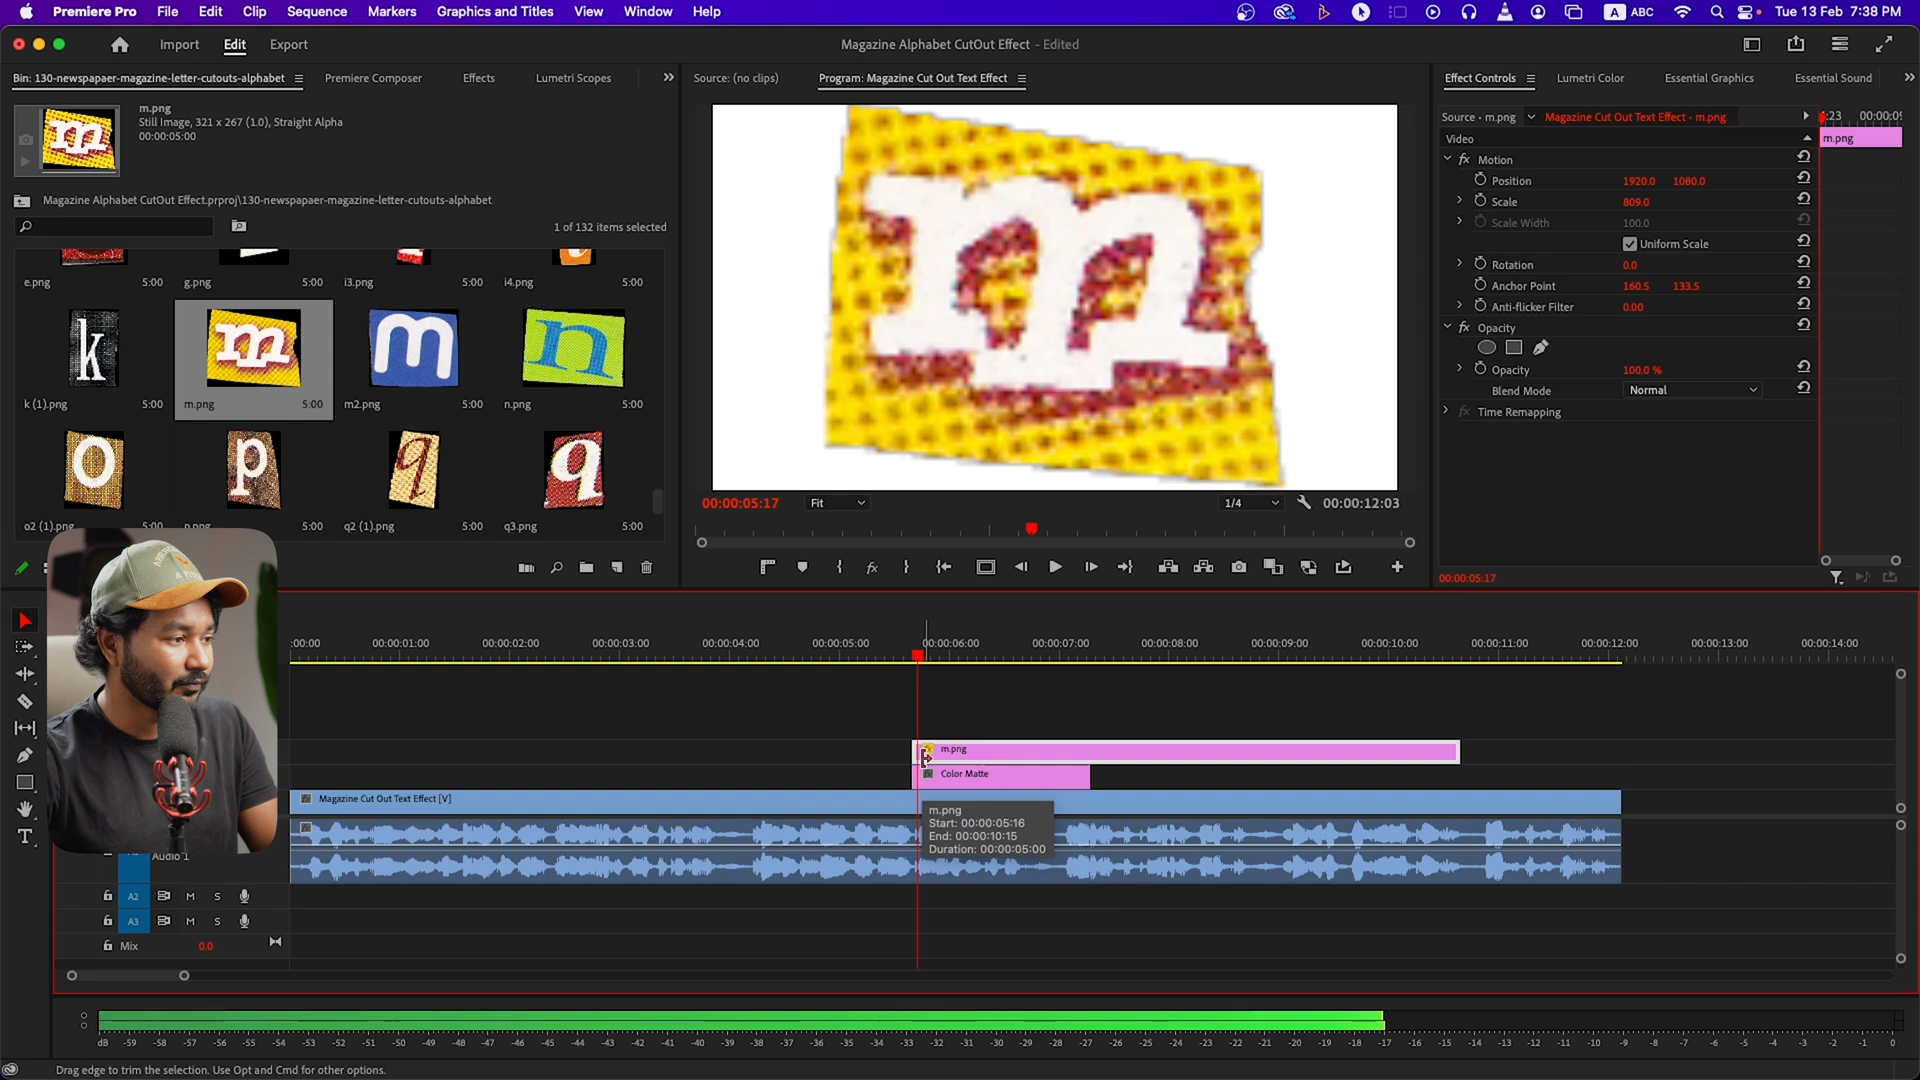 Premiere Pro File Edit Clip Sequence Markers Graphics and Titles View Window Help
A ABC Tue 13 Feb 7:38 PM
Import Edit Export
Magazine Alphabet CutOut Effect - Edited
Bin: 130-newspapaer-magazine-letter-cutouts-alphabet Premiere Composer Effects Lumetri Scopes
Source: (no clips) Program: Magazine Cut Out Text Effect
Effect Controls Lumetri Color Essential Graphics Essential Sound
m.png
Still Image, 321 x 267 (1.0), Straight Alpha
00:00:05:00
Magazine Alphabet CutOut Effect.prproj\130-newspapaer-magazine-letter-cutouts-alphabet
1 of 132 items selected
e.png 5:00 g.png 5:00 i3.png 5:00 i4.png 5:00
k m m n
k (1).png 5:00 m.png 5:00 m2.png 5:00 n.png 5:00
o p q q
o2 (1).png 5:00 p.png 5:00 q2 (1).png 5:00 q3.png 5:00
m
00:00:05:17 Fit 1/4 00:00:12:03
Source • m.png Magazine Cut Out Text Effect • m.png :23 00:00:09
Video m.png
fx Motion
Position 1920.0 1080.0
Scale 809.0
Scale Width 100.0
Uniform Scale
Rotation 0.0
Anchor Point 160.5 133.5
Anti-flicker Filter 0.00
fx Opacity
Opacity 100.0 %
Blend Mode Normal
fx Time Remapping
00:00:05:17
:00:00 00:00:01:00 00:00:02:00 00:00:03:00 00:00:04:00 00:00:05:00 00:00:06:00 00:00:07:00 00:00:08:00 00:00:09:00 00:00:10:00 00:00:11:00 00:00:12:00 00:00:13:00 00:00:14:00
m.png
Color Matte
Magazine Cut Out Text Effect [V]
m.png
Start: 00:00:05:16
End: 00:00:10:15
Duration: 00:00:05:00
Audio 1
A2 M S
A3 M S
Mix 0.0
dB -59 -58 -57 -56 -55 -54 -53 -52 -51 -50 -49 -48 -47 -46 -45 -44 -43 -42 -41 -40 -39 -38 -37 -36 -35 -34 -33 -32 -31 -30 -29 -28 -27 -26 -25 -24 -23 -22 -21 -20 -19 -18 -17 -16 -15 -14 -13 -12 -11 -10 -9 -8 -7 -6 -5 -4 -3 -2 -1 0
Drag edge to trim the selection. Use Opt and Cmd for other options.